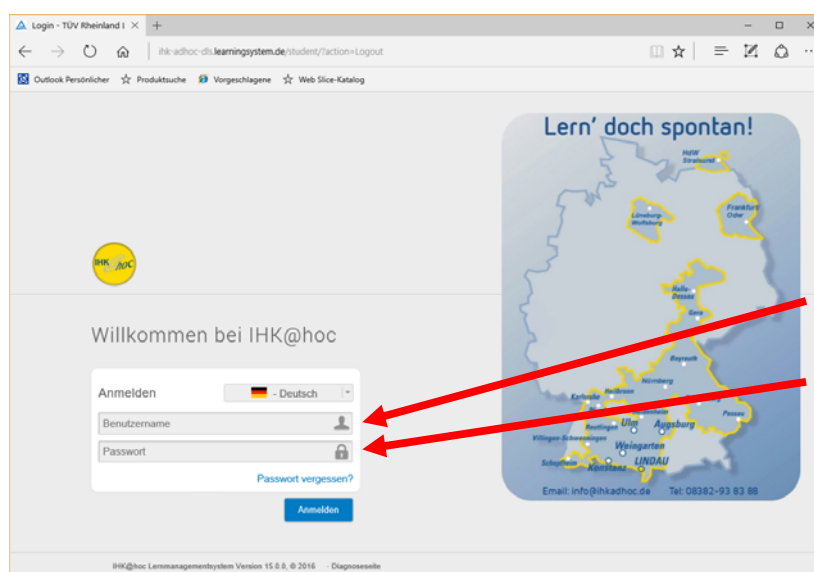 Login - TÜV Rheinland I
ihk-adhoc-dls.learningsystem.de/student/?action=Logout
Outlook Persönlicher
Produktsuche
Vorgeschlagene
Web Slice-Katalog
Lern' doch spontan!
HdW
Stralsund
Lüneburg-
Wolfsburg
Frankfurt
Oder
IHK @hoc
Halle-
Dessau
Gera
Willkommen bei IHK@hoc
Bayreuth
Nürnberg
Anmelden
- Deutsch
Karlsruhe
Heilbronn
Passau
Benutzername
Reutlingen
Ulm
Augsburg
Villingen-Schwenningen
Weingarten
Passwort
Schopfheim
Konstanz
LINDAU
Passwort vergessen?
Email: info@ihkadhoc.de Tel: 08382-93 83 88
Anmelden
IHK@hoc Lernmanagementsystem Version 15.0.0, © 2016 - Diagnoseseite